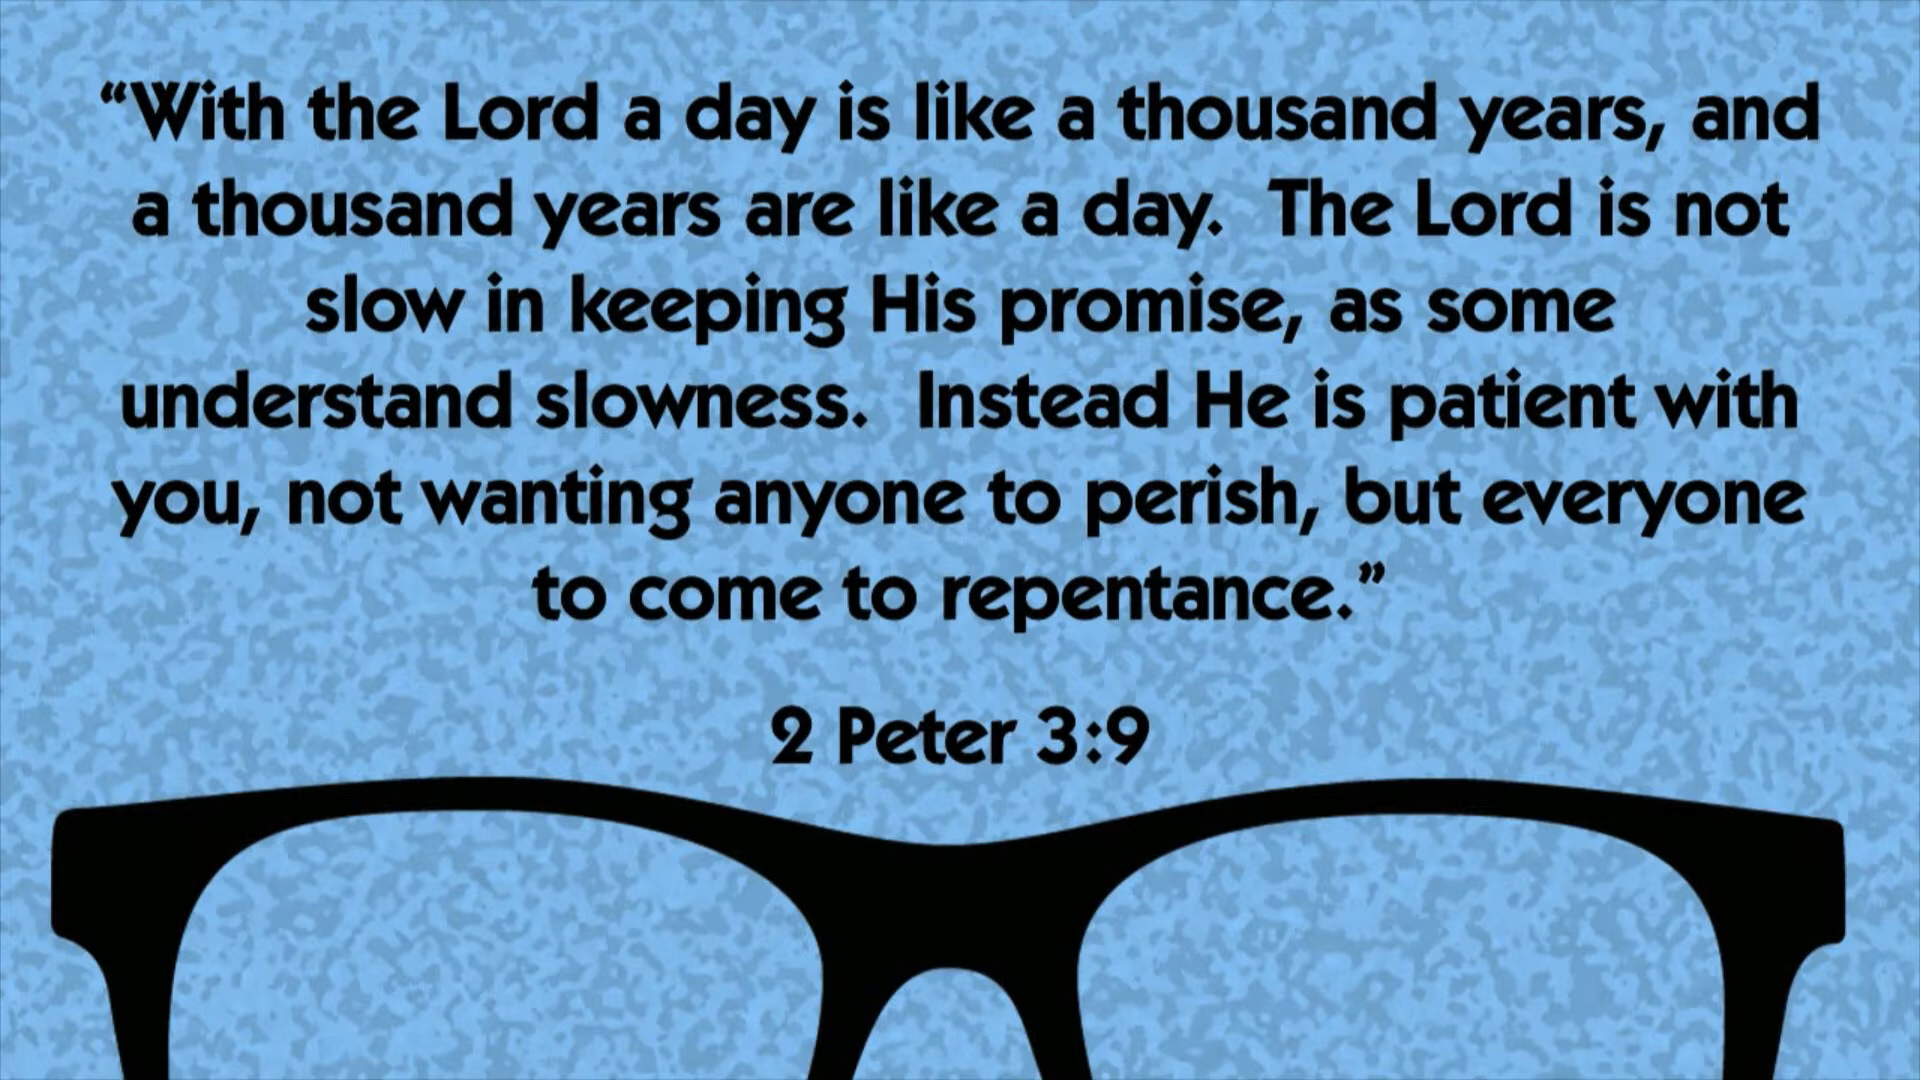 “With the Lord a day is like a thousand years, and
a thousand years are like a day.  The Lord is not
slow in keeping His promise, as some
understand slowness.  Instead He is patient with
you, not wanting anyone to perish, but everyone
to come to repentance.”
2 Peter 3:9